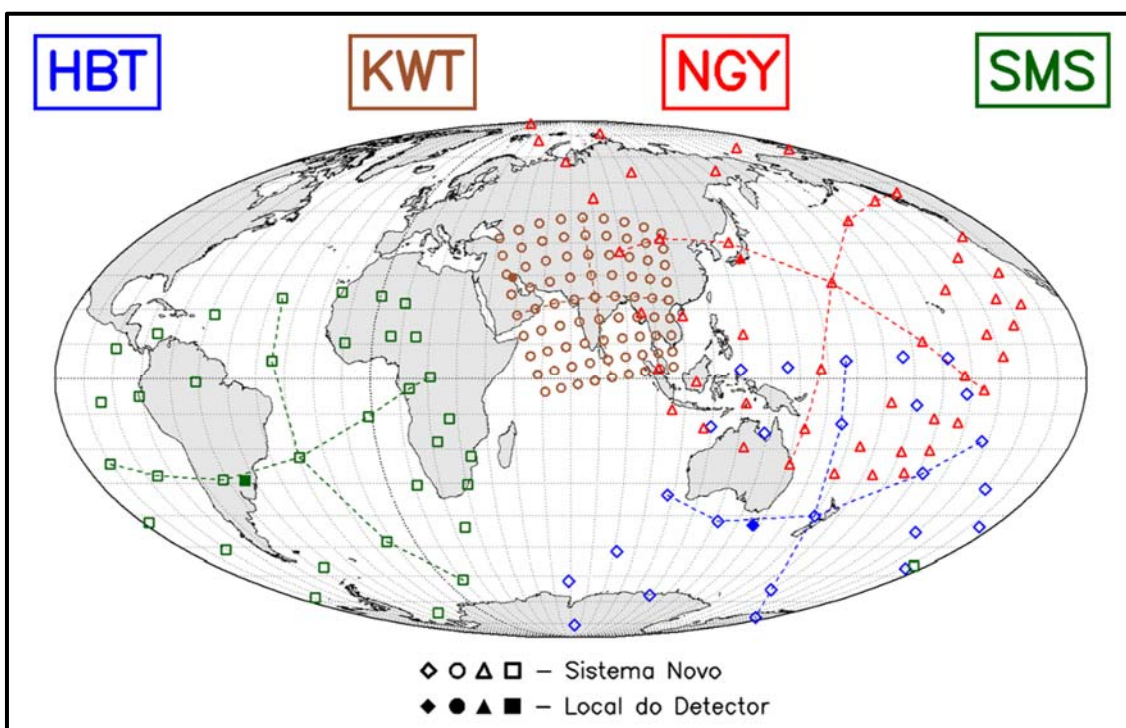 HBT KWT NGY SMS
– Sistema Novo
– Local do Detector